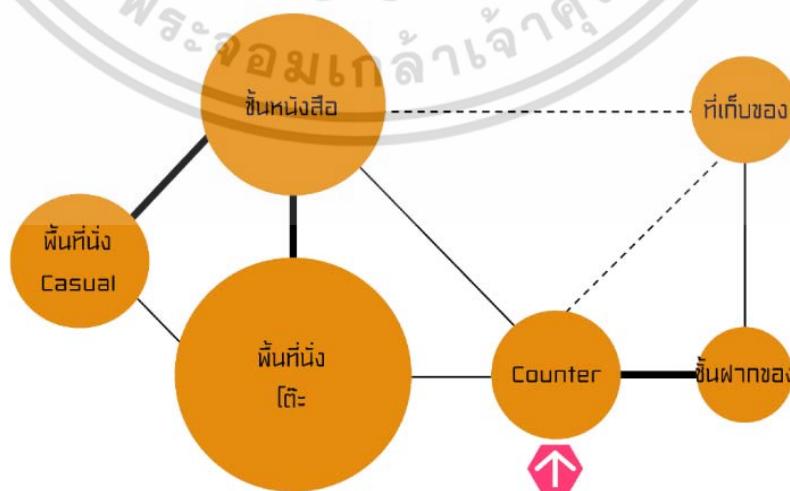 พระจอมเกล้าเจ้าคุ
ชั้นหนังสือ
ที่เก็บของ
พื้นที่นั่ง
Casual
พื้นที่นั่ง
โต๊ะ
Counter
ชั้นฝากของ